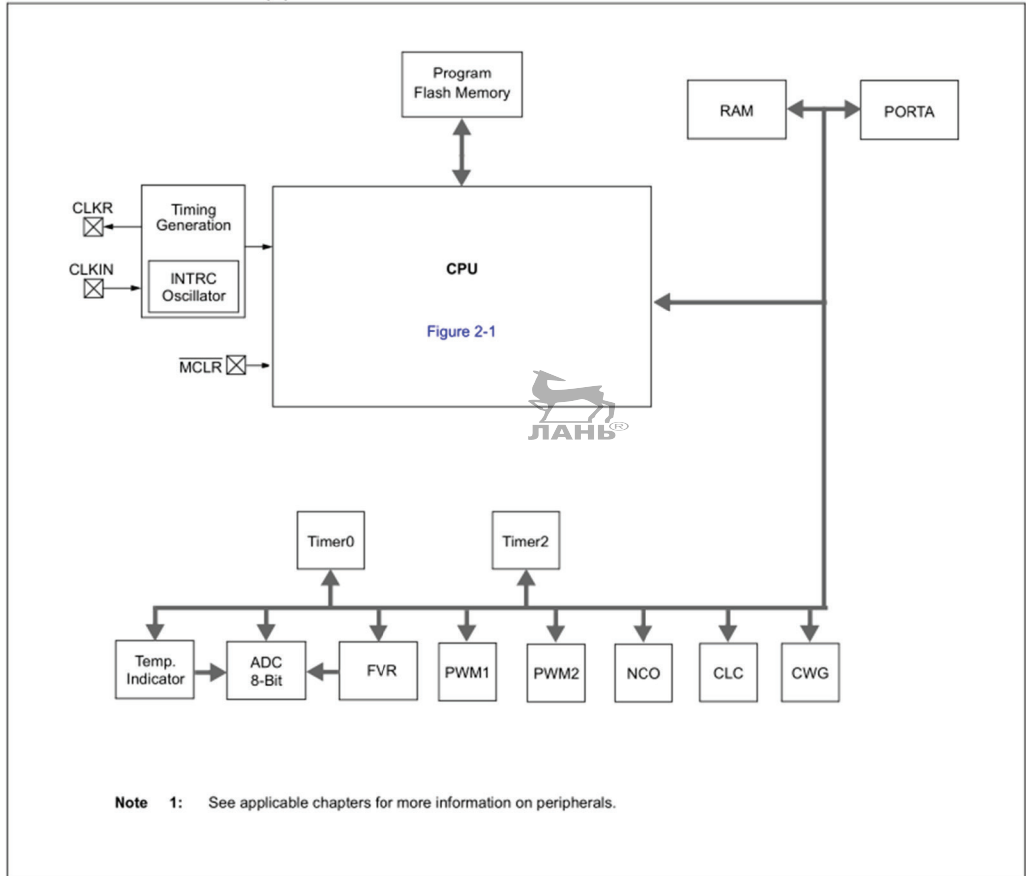 Program
Flash Memory
RAM
PORTA
CLKR
Timing
Generation
CLKIN
INTRC
Oscillator
CPU
Figure 2-1
MCLR
ЛАНЬ®
Timer0
Timer2
Temp.
Indicator
ADC
8-Bit
FVR
PWM1
PWM2
NCO
CLC
CWG
Note 1: See applicable chapters for more information on peripherals.